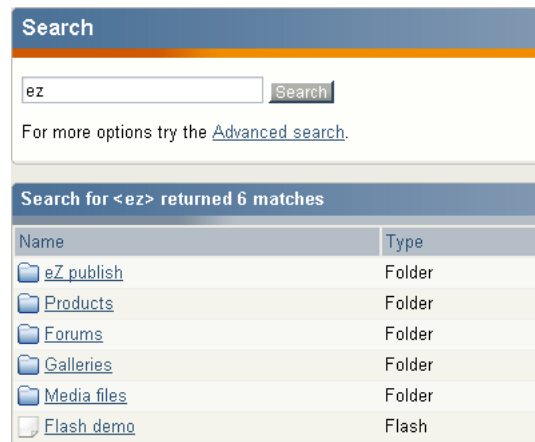 Search
ez Search
For more options try the Advanced search.
Search for <ez> returned 6 matches
Name Type
eZ publish Folder
Products Folder
Forums Folder
Galleries Folder
Media files Folder
Flash demo Flash